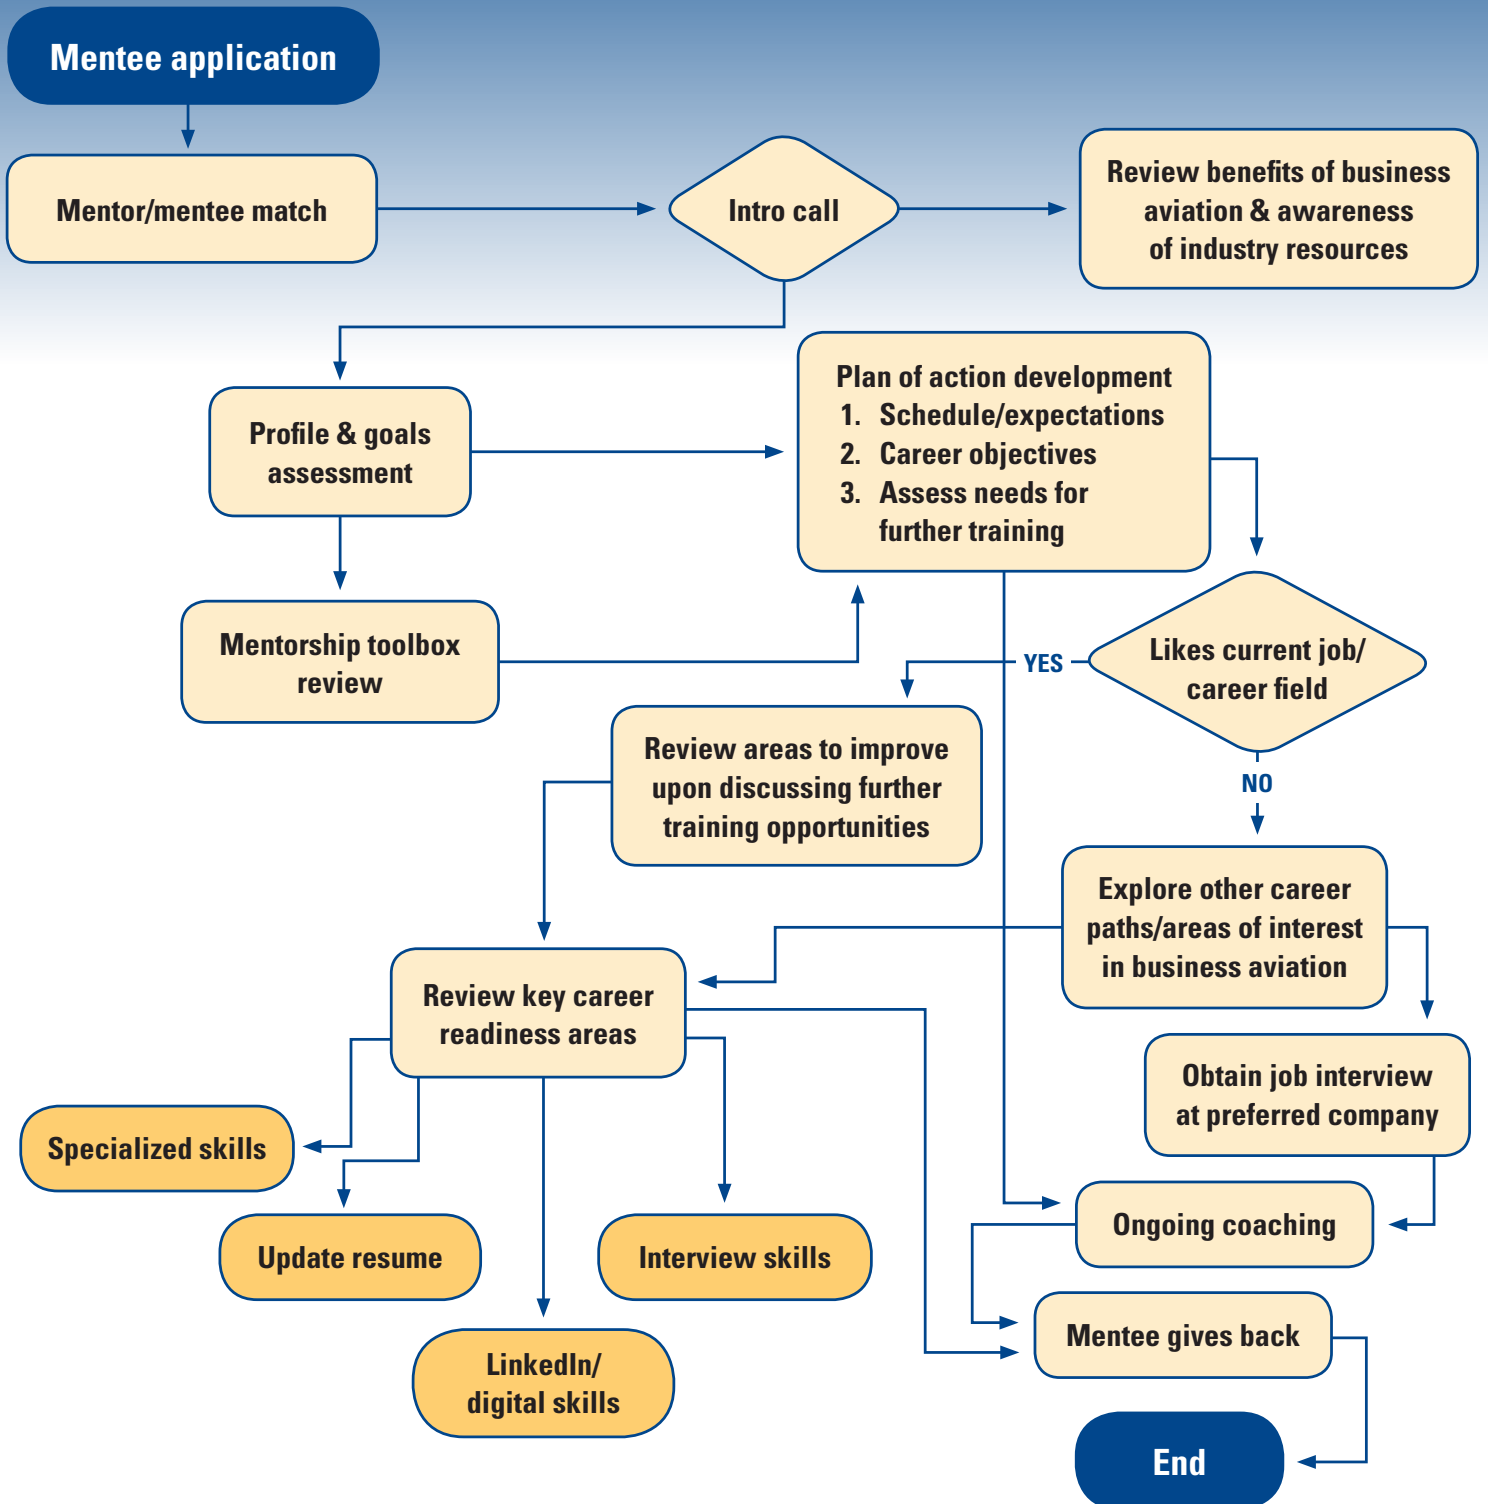 Mentee application
Mentor/mentee match
Intro call
Review benefits of business
aviation & awareness
of industry resources
Profile & goals
assessment
Plan of action development
1. Schedule/expectations
2. Career objectives
3. Assess needs for
further training
Mentorship toolbox
review
YES
Likes current job/
career field
Review areas to improve
upon discussing further
training opportunities
NO
Explore other career
paths/areas of interest
in business aviation
Review key career
readiness areas
Obtain job interview
at preferred company
Specialized skills
Update resume
Interview skills
Ongoing coaching
LinkedIn/
digital skills
Mentee gives back
End